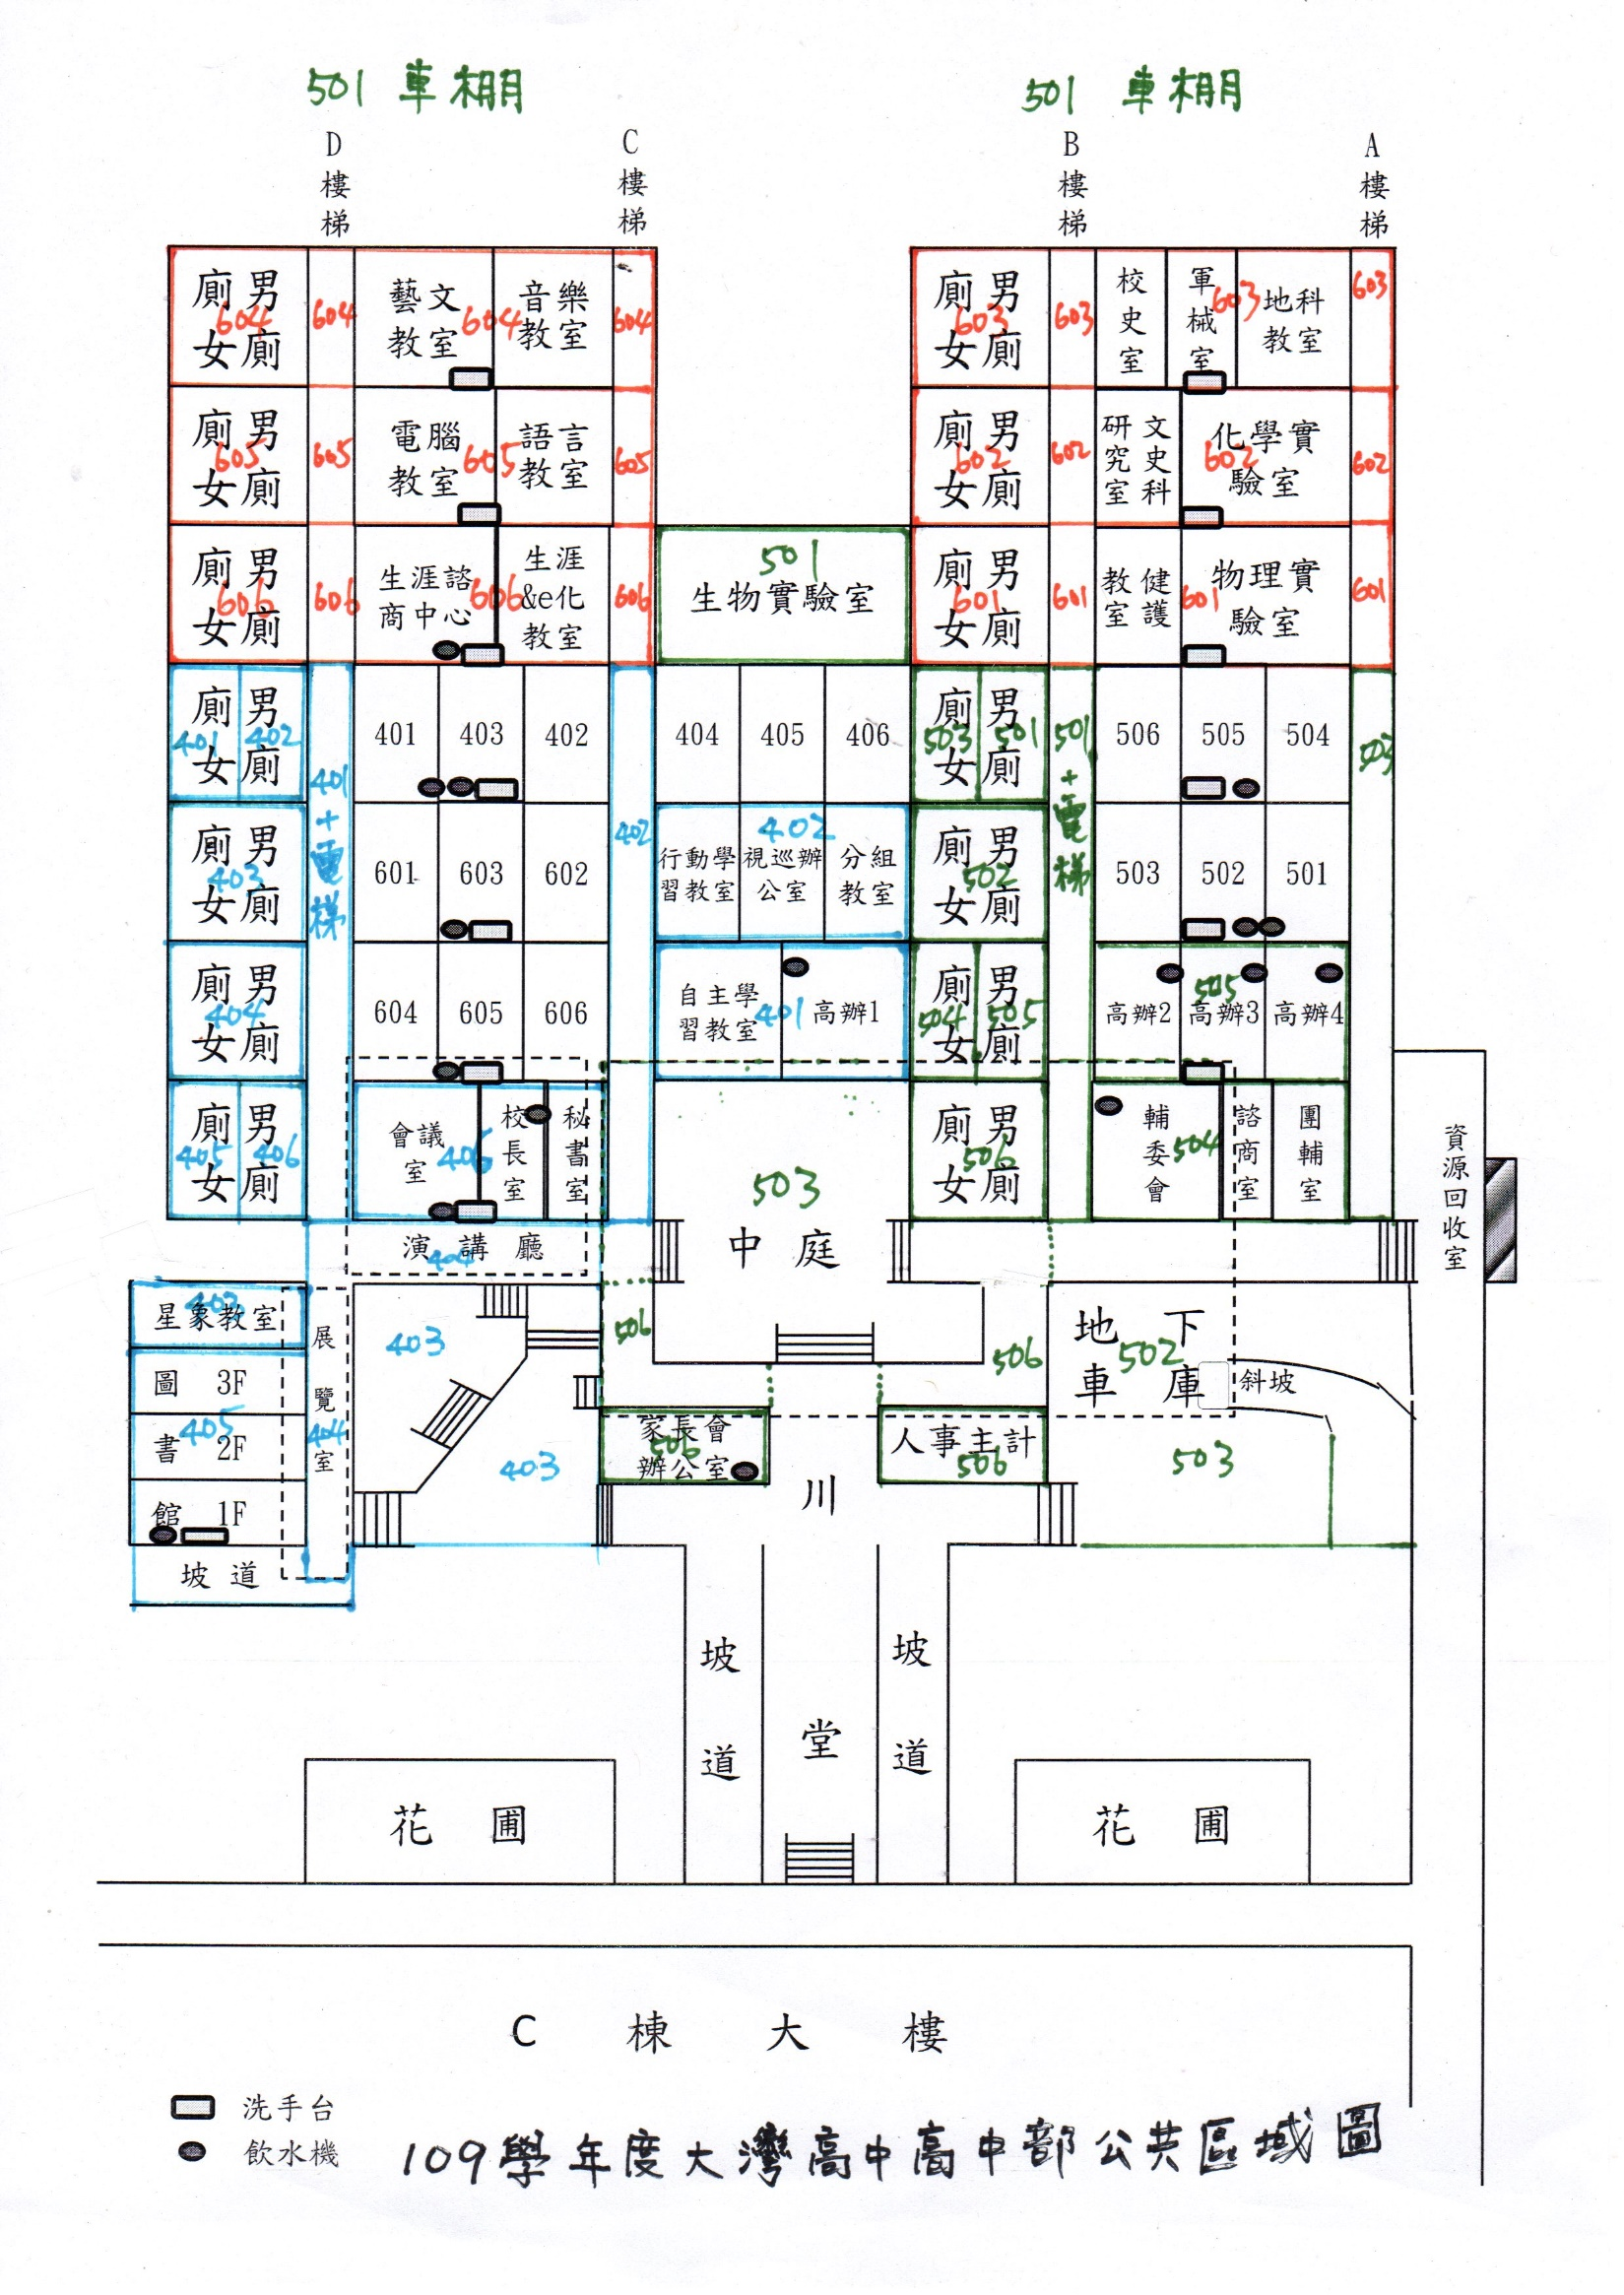 501 車棚
501 車棚
D樓梯
C樓梯
B樓梯
A樓梯
廁男
女廁
604
604
藝文
教室
604
音樂
教室
604
廁男
女廁
603
603
校史室
軍械室
603
地科
教室
603
廁男
女廁
605
605
電腦
教室
605
語言
教室
605
廁男
女廁
602
602
文史科
研究室
化學實
驗室
602
602
廁男
女廁
606
606
生涯諮
商中心
606
生涯
&e化
教室
606
501
生物實驗室
廁男
女廁
601
601
健護
教室
601
物理實
驗室
601
廁男
女廁
401 402
401+電梯
401 403 402
402
404 405 406
廁男
女廁
503 501
501+電梯
506 505 504
503
廁男
女廁
403
601 603 602
402
行動學
習教室
視巡辦
公室
分組
教室
廁男
女廁
502
503 502 501
廁男
女廁
404
604 605 606
自主學
習教室
401
高辦1
廁男
女廁
504 505
505
高辦2 高辦3 高辦4
廁男
女廁
405 406
會議
室
406
校長室
秘書室
503
中庭
廁男
女廁
506
輔委會
504
諮商室
團輔室
資源回收室
演講廳
404
402
星象教室
圖 3F
書 2F
館 1F
405
坡道
展覽室
404
403
403
506
506
家長會
辦公室
506
人事主計
506
地下
車庫
502
斜坡
503
川堂
坡道
坡道
花圃
花圃
C棟大樓
洗手台
飲水機
109學年度大灣高中高中部公共區域圖